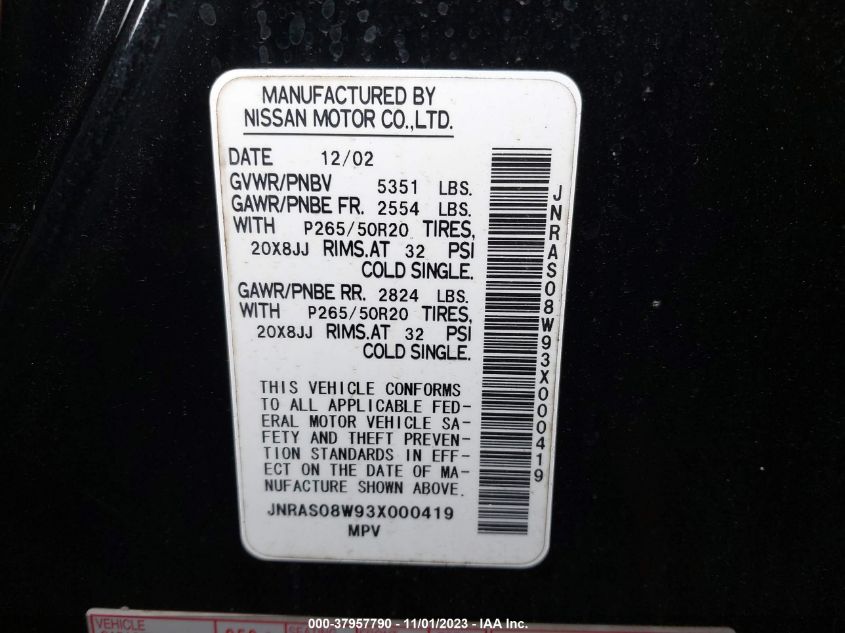 MANUFACTURED BY
NISSAN MOTOR CO.,LTD.
DATE 12/02
GVWR/PNBV 5351 LBS.
GAWR/PNBE FR. 2554 LBS.
WITH P265/50R20 TIRES,
20X8JJ RIMS.AT 32 PSI
COLD SINGLE.
GAWR/PNBE RR. 2824 LBS.
WITH P265/50R20 TIRES,
20X8JJ RIMS.AT 32 PSI
COLD SINGLE.
THIS VEHICLE CONFORMS
TO ALL APPLICABLE FED-
ERAL MOTOR VEHICLE SA-
FETY AND THEFT PREVEN-
TION STANDARDS IN EFF-
ECT ON THE DATE OF MA-
NUFACTURE SHOWN ABOVE.
JNRAS08W93X000419
MPV
JNRAS08W93X000419
VEHICLE
000-37957790 - 11/01/2023 - IAA Inc.